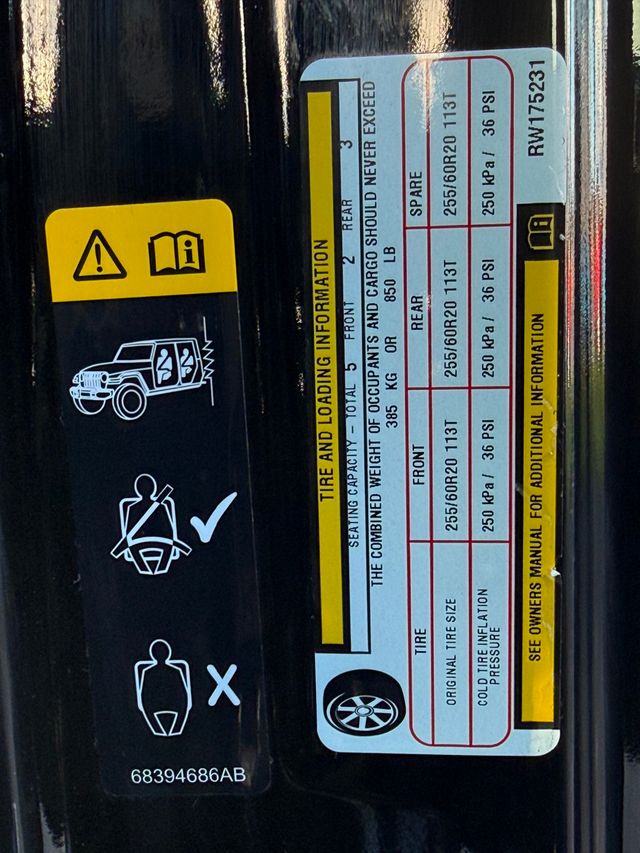 68394686AB
TIRE AND LOADING INFORMATION
SEATING CAPACITY – TOTAL 5 FRONT 2 REAR 3
THE COMBINED WEIGHT OF OCCUPANTS AND CARGO SHOULD NEVER EXCEED
385 KG OR 850 LB
TIRE FRONT REAR SPARE
ORIGINAL TIRE SIZE 255/60R20 113T 255/60R20 113T 255/60R20 113T
COLD TIRE INFLATION PRESSURE 250 kPa / 36 PSI 250 kPa / 36 PSI 250 kPa / 36 PSI
SEE OWNERS MANUAL FOR ADDITIONAL INFORMATION
RW175231